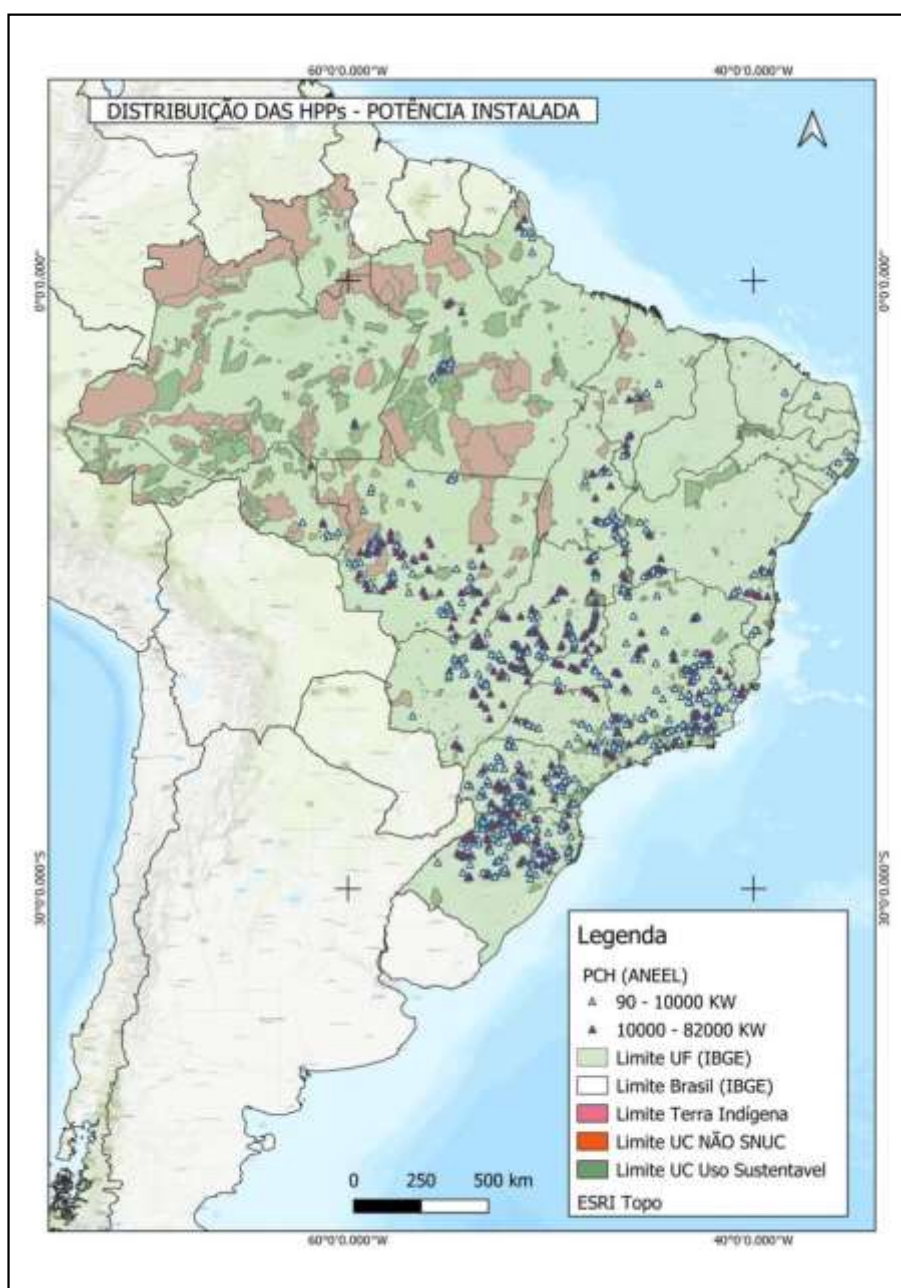 60°0'0.000"W
40°0'0.000"W
DISTRIBUIÇÃO DAS HPPs - POTÊNCIA INSTALADA
0°0'0.000"
0°0'0.000"
30°0'0.000"S
30°0'0.000"S
Legenda
PCH (ANEEL)
90 - 10000 KW
10000 - 82000 KW
Limite UF (IBGE)
Limite Brasil (IBGE)
Limite Terra Indígena
Limite UC NÃO SNUC
Limite UC Uso Sustentavel
ESRI Topo
0 250 500 km
60°0'0.000"W
40°0'0.000"W